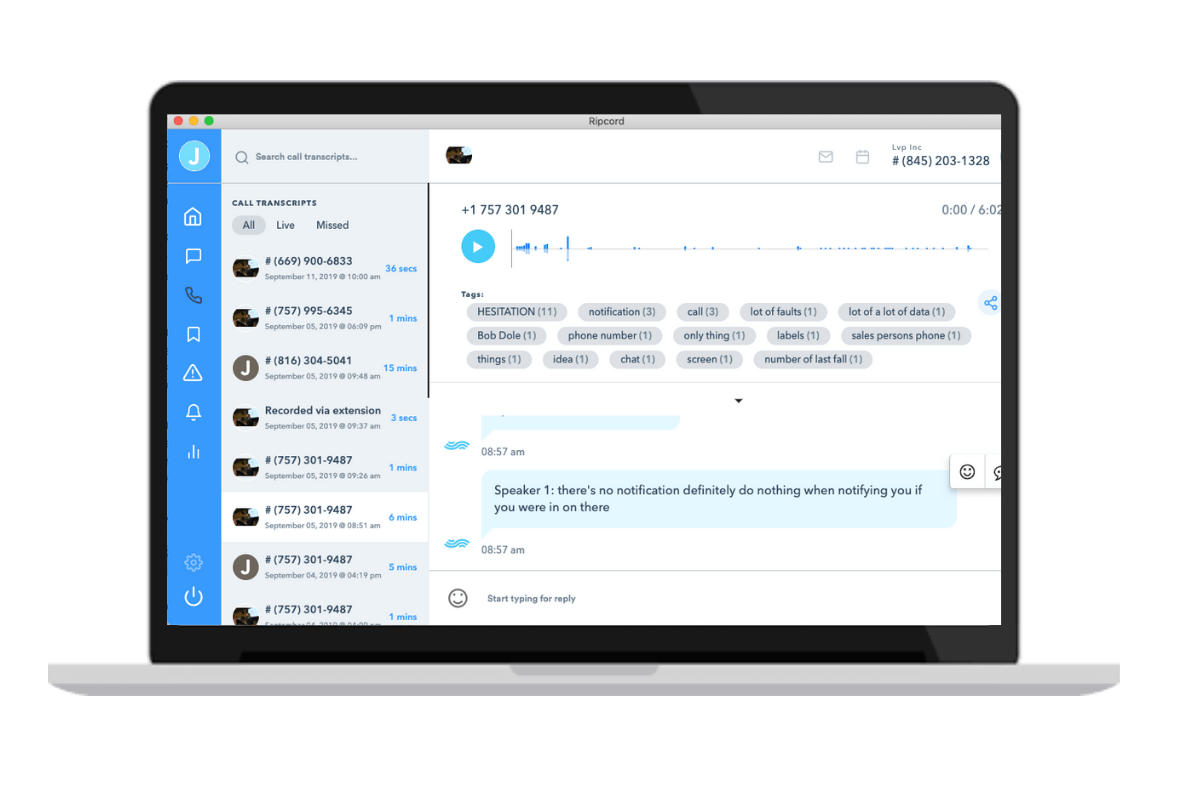 Ripcord
J
Search call transcripts...
Lvp Inc
# (845) 203-1328
CALL TRANSCRIPTS
All Live Missed
# (669) 900-6833
September 11, 2019 @ 10:00 am
36 secs
# (757) 995-6345
September 05, 2019 @ 06:09 pm
1 mins
J
# (816) 304-5041
September 05, 2019 @ 09:48 am
15 mins
Recorded via extension
September 05, 2019 @ 09:37 am
3 secs
# (757) 301-9487
September 05, 2019 @ 09:26 am
1 mins
# (757) 301-9487
September 05, 2019 @ 08:51 am
6 mins
J
# (757) 301-9487
September 04, 2019 @ 04:19 pm
5 mins
# (757) 301-9487
1 mins
+1 757 301 9487
0:00 / 6:02
Tags:
HESITATION (11) notification (3) call (3) lot of faults (1) lot of a lot of data (1)
Bob Dole (1) phone number (1) only thing (1) labels (1) sales persons phone (1)
things (1) idea (1) chat (1) screen (1) number of last fall (1)
08:57 am
Speaker 1: there's no notification definitely do nothing when notifying you if
you were in on there
08:57 am
Start typing for reply